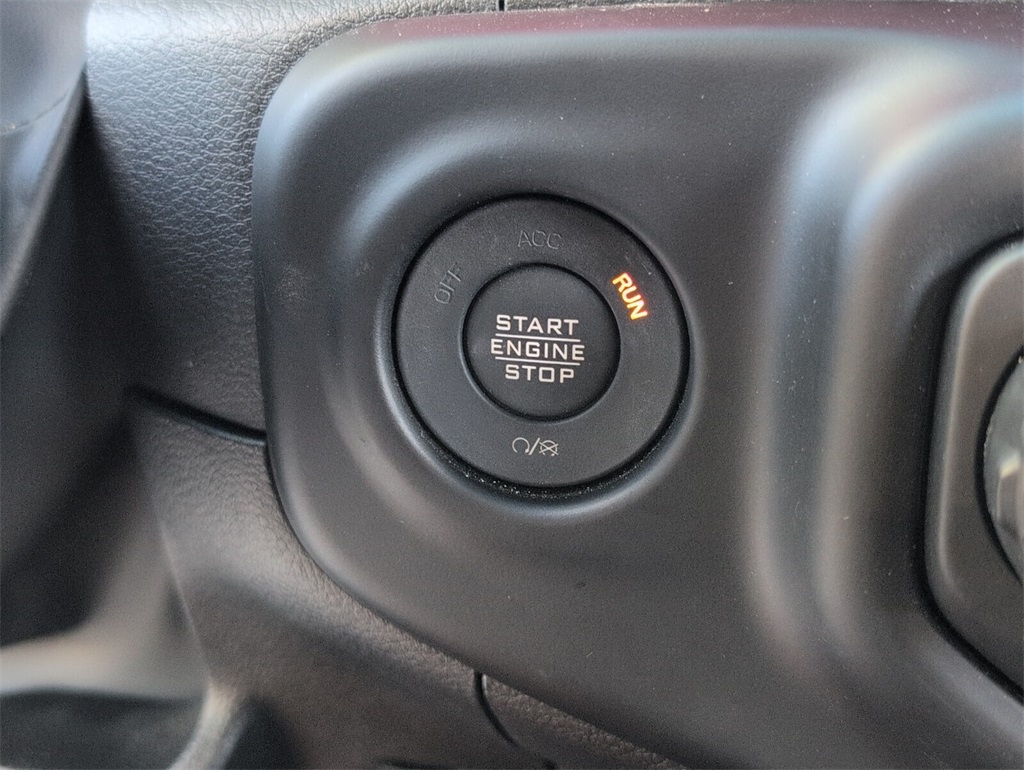 ACC
OFF
RUN
START
ENGINE
STOP